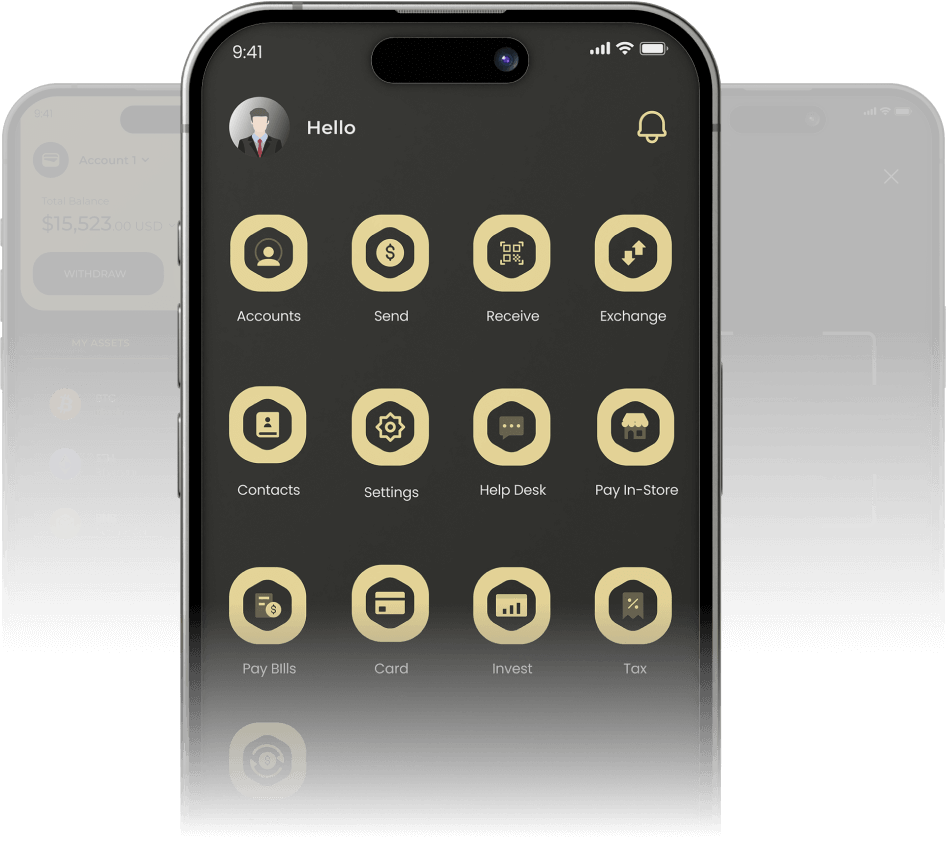 9:41
Hello
Accounts
Send
Receive
Exchange
Contacts
Settings
Help Desk
Pay In-Store
Pay BIlls
Card
Invest
Tax
9:41
Account 1
Total Balance
$15,523.00 USD
WITHDRAW
MY ASSETS